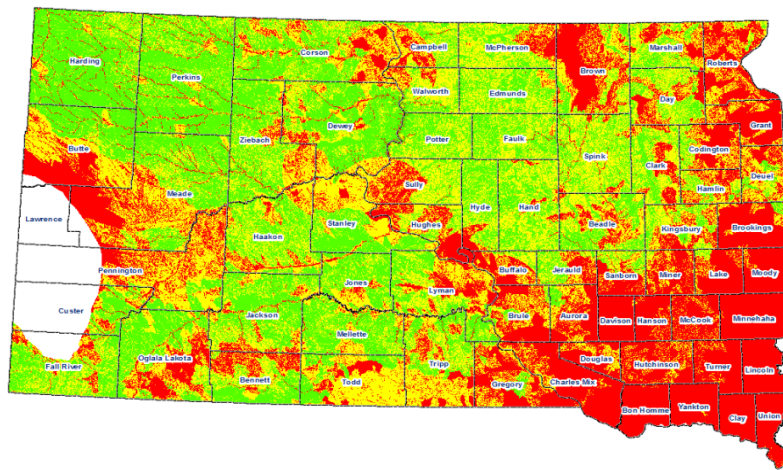 Harding
Perkins
Corson
Campbell
McPherson
Brown
Marshall
Roberts
Walworth
Edmunds
Day
Grant
Butte
Ziebach
Dewey
Potter
Faulk
Spink
Clark
Codington
Deuel
Hamlin
Meade
Sully
Hyde
Hand
Beadle
Kingsbury
Brookings
Lawrence
Stanley
Hughes
Haakon
Pennington
Buffalo
Jerauld
Sanborn
Miner
Lake
Moody
Jones
Lyman
Custer
Jackson
Brule
Aurora
Davison
Hanson
McCook
Minnehaha
Mellette
Fall River
Oglala Lakota
Bennett
Todd
Tripp
Gregory
Charles Mix
Douglas
Hutchinson
Turner
Lincoln
Bon Homme
Yankton
Clay
Union